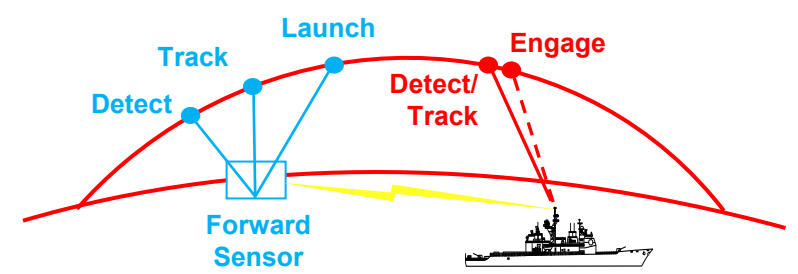 Launch
Engage
Track
Detect/
Track
Detect
Forward
Sensor